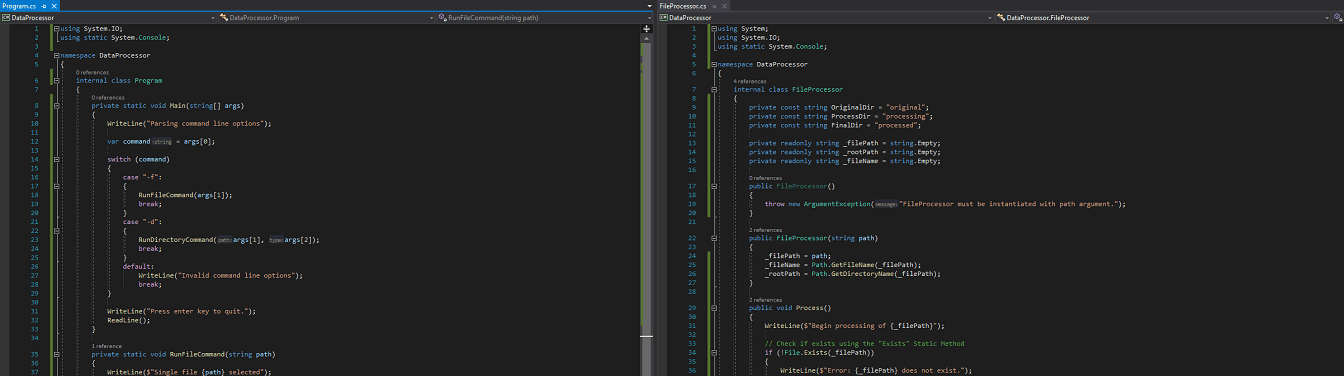 Program.cs
DataProcessor
DataProcessor.Program
RunFileCommand(string path)
1 using System.IO;
2 using static System.Console;
3
4 namespace DataProcessor
5 {
0 references
6 internal class Program
7 {
0 references
8 private static void Main(string[] args)
9 {
10 WriteLine("Parsing command line options");
11
12 var command :string = args[0];
13
14 switch (command)
15 {
16 case "-f":
17 {
18 RunFileCommand(args[1]);
19 break;
20 }
21 case "-d":
22 {
23 RunDirectoryCommand( path: args[1], type: args[2]);
24 break;
25 }
26 default:
27 WriteLine("Invalid command line options");
28 break;
29 }
30
31 WriteLine("Press enter key to quit.");
32 ReadLine();
33 }
34
1 reference
35 private static void RunFileCommand(string path)
36 {
37 WriteLine($"Single file {path} selected");
FileProcessor.cs
DataProcessor
DataProcessor.FileProcessor
1 using System;
2 using System.IO;
3 using static System.Console;
4
5 namespace DataProcessor
6 {
4 references
7 internal class FileProcessor
8 {
9 private const string OriginalDir = "original";
10 private const string ProcessDir = "processing";
11 private const string FinalDir = "processed";
12
13 private readonly string _filePath = string.Empty;
14 private readonly string _rootPath = string.Empty;
15 private readonly string _fileName = string.Empty;
16
0 references
17 public FileProcessor()
18 {
19 throw new ArgumentException( message: "FileProcessor must be instantiated with path argument.");
20 }
21
2 references
22 public FileProcessor(string path)
23 {
24 _filePath = path;
25 _fileName = Path.GetFileName(_filePath);
26 _rootPath = Path.GetDirectoryName(_filePath);
27 }
28
2 references
29 public void Process()
30 {
31 WriteLine($"Begin processing of {_filePath}");
32
33 // Check if exists using the "Exists" Static Method
34 if (!File.Exists(_filePath))
35 {
36 WriteLine($"Error: {_filePath} does not exist.");